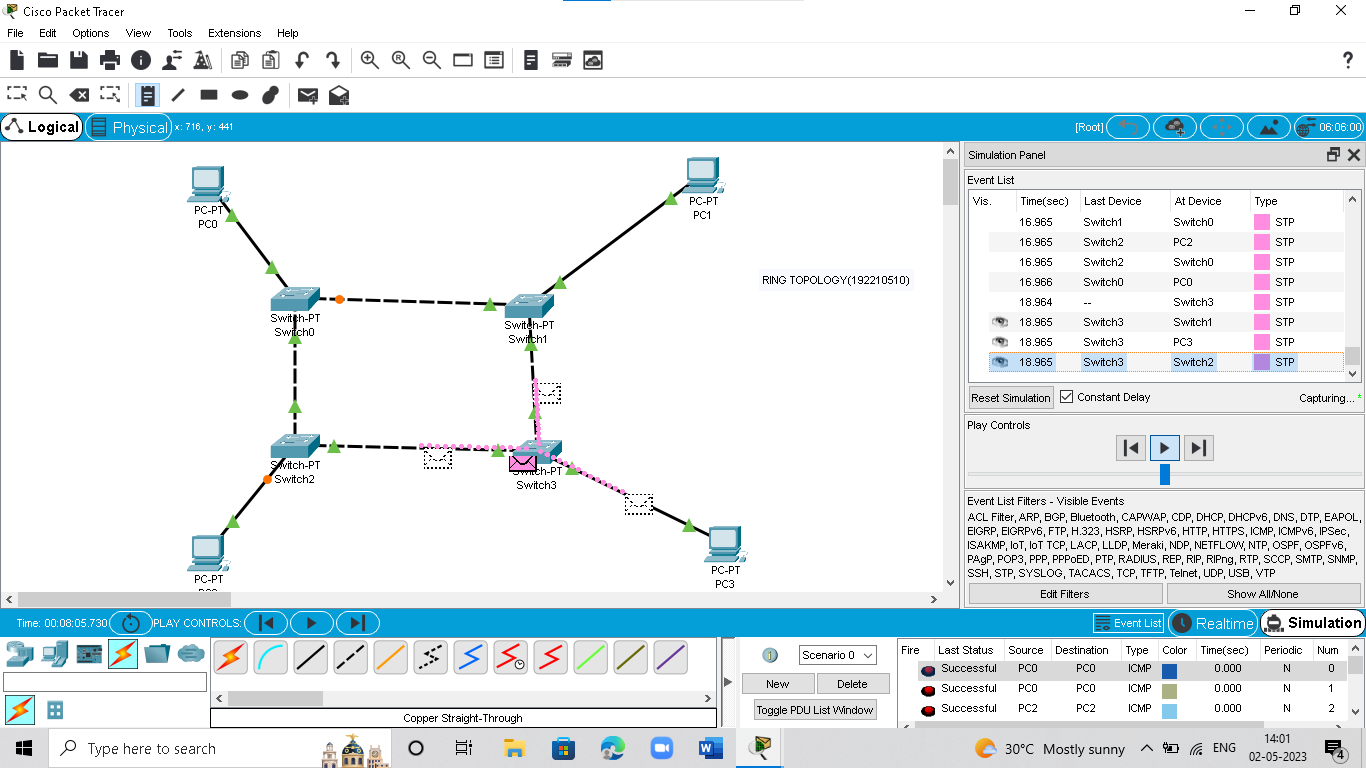 Cisco Packet Tracer
File Edit Options View Tools Extensions Help
?
Logical Physical x: 716, y: 441 [Root] 06:06:00
PC-PT
PC0
PC-PT
PC1
RING TOPOLOGY(192210510)
Switch-PT
Switch0
Switch-PT
Switch1
Switch-PT
Switch2
Switch-PT
Switch3
PC-PT
PC-PT
PC3
Simulation Panel
Event List
Vis. Time(sec) Last Device At Device Type
16.965 Switch1 Switch0 STP
16.965 Switch2 PC2 STP
16.965 Switch2 Switch0 STP
16.966 Switch0 PC0 STP
18.964 -- Switch3 STP
18.965 Switch3 Switch1 STP
18.965 Switch3 PC3 STP
18.965 Switch3 Switch2 STP
Reset Simulation Constant Delay Capturing... *
Play Controls
Event List Filters - Visible Events
ACL Filter, ARP, BGP, Bluetooth, CAPWAP, CDP, DHCP, DHCPv6, DNS, DTP, EAPOL,
EIGRP, EIGRPv6, FTP, H.323, HSRP, HSRPv6, HTTP, HTTPS, ICMP, ICMPv6, IPSec,
ISAKMP, IoT, IoT TCP, LACP, LLDP, Meraki, NDP, NETFLOW, NTP, OSPF, OSPFv6,
PAgP, POP3, PPP, PPPoED, PTP, RADIUS, REP, RIP, RIPng, RTP, SCCP, SMTP, SNMP,
SSH, STP, SYSLOG, TACACS, TCP, TFTP, Telnet, UDP, USB, VTP
Edit Filters Show All/None
Time: 00:08:05.730 PLAY CONTROLS: Event List Realtime Simulation
Copper Straight-Through
Scenario 0
New Delete
Toggle PDU List Window
Fire Last Status Source Destination Type Color Time(sec) Periodic Num
Successful PC0 PC0 ICMP 0.000 N 0
Successful PC0 PC0 ICMP 0.000 N 1
Successful PC2 PC2 ICMP 0.000 N 2
Type here to search
30°C Mostly sunny ENG 14:01
02-05-2023 4